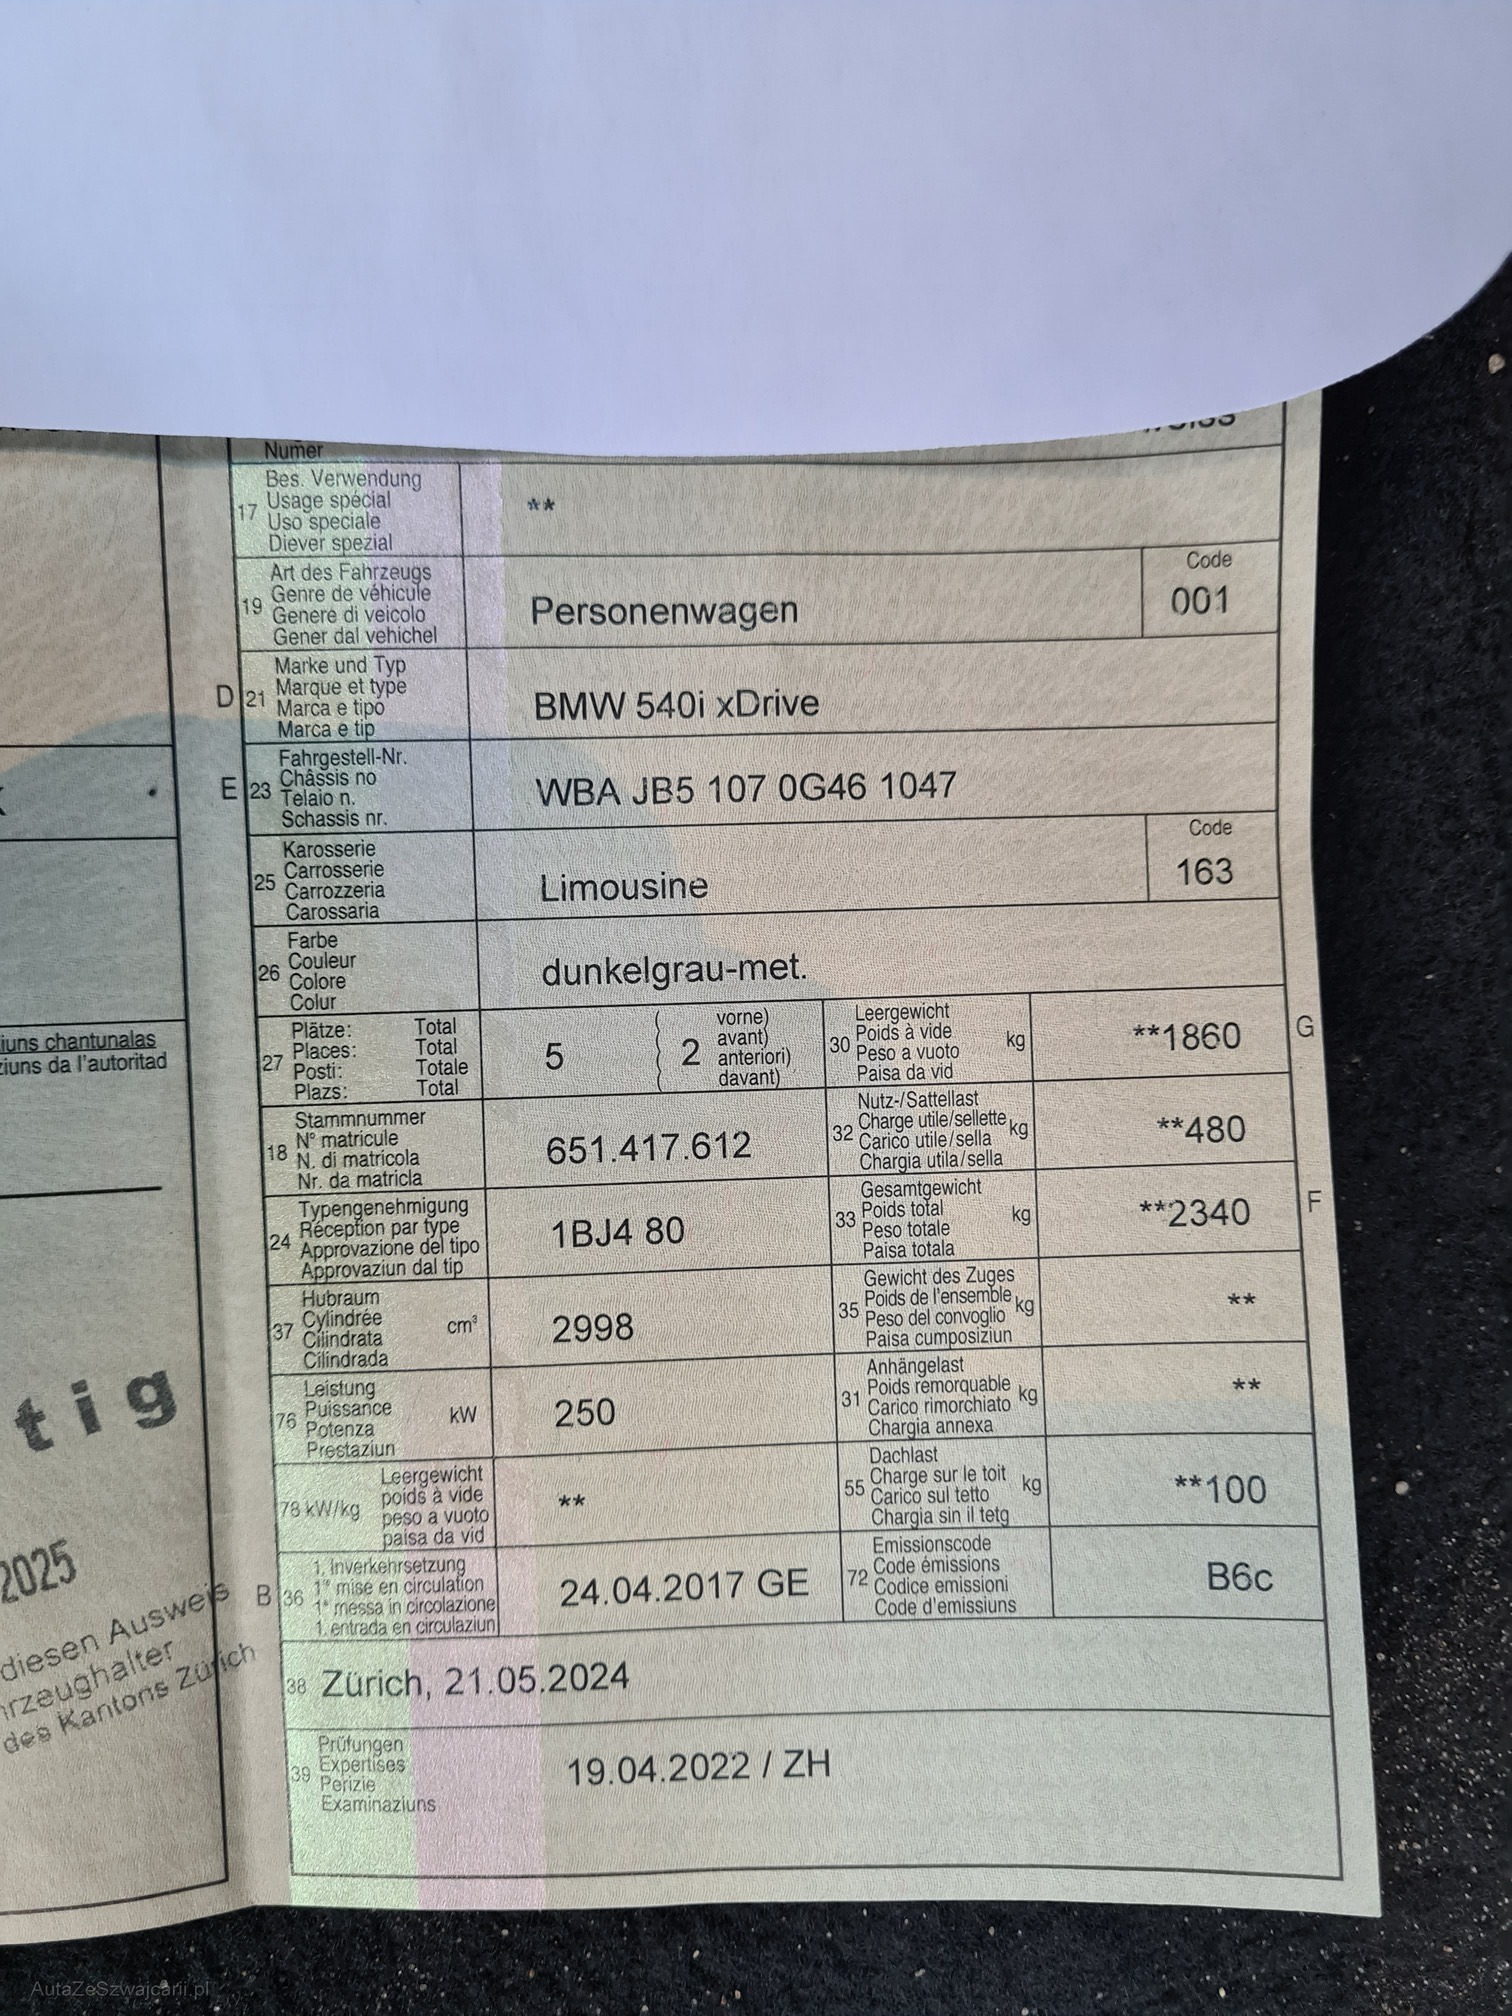 Numer
17
Bes. Verwendung
Usage spécial
Uso speciale
Diever spezial
**
19
Art des Fahrzeugs
Genre de véhicule
Genere di veicolo
Gener dal vehichel
Personenwagen
Code
001
D
21
Marke und Typ
Marque et type
Marca e tipo
Marca e tip
BMW 540i xDrive
E
23
Fahrgestell-Nr.
Châssis no
Telaio n.
Schassis nr.
WBA JB5 107 0G46 1047
25
Karosserie
Carrosserie
Carrozzeria
Carossaria
Limousine
Code
163
26
Farbe
Couleur
Colore
Colur
dunkelgrau-met.
27
Plätze: Total
Places: Total
Posti: Totale
Plazs: Total
5
2
vorne)
avant)
anteriori)
davant)
30
Leergewicht
Poids à vide
Peso a vuoto
Paisa da vid
kg
**1860
G
18
Stammnummer
N° matricule
N. di matricola
Nr. da matricla
651.417.612
32
Nutz-/Sattellast
Charge utile/sellette
Carico utile/sella
Chargia utila/sella
kg
**480
24
Typengenehmigung
Réception par type
Approvazione del tipo
Approvaziun dal tip
1BJ4 80
33
Gesamtgewicht
Poids total
Peso totale
Paisa totala
kg
**2340
F
37
Hubraum
Cylindrée
Cilindrata
Cilindrada
cm³
2998
35
Gewicht des Zuges
Poids de l'ensemble
Peso del convoglio
Paisa cumposiziun
kg
**
76
Leistung
Puissance
Potenza
Prestaziun
kW
250
31
Anhängelast
Poids remorquable
Carico rimorchiato
Chargia annexa
kg
**
78 kW/kg
Leergewicht
poids à vide
peso a vuoto
paisa da vid
**
55
Dachlast
Charge sur le toit
Carico sul tetto
Chargia sin il tetg
kg
**100
B
36
1. Inverkehrsetzung
1re mise en circulation
1a messa in circolazione
1. entrada en circulaziun
24.04.2017 GE
72
Emissionscode
Code émissions
Codice emissioni
Code d'emissiuns
B6c
38
Zürich, 21.05.2024
39
Prüfungen
Expertises
Perizie
Examinaziuns
19.04.2022 / ZH
iuns chantunalas
ziuns da l'autoritad
tig
2025
diesen Ausweis
hrzeughalter
des Kantons Zürich
AutaZeSzwajcarii.pl